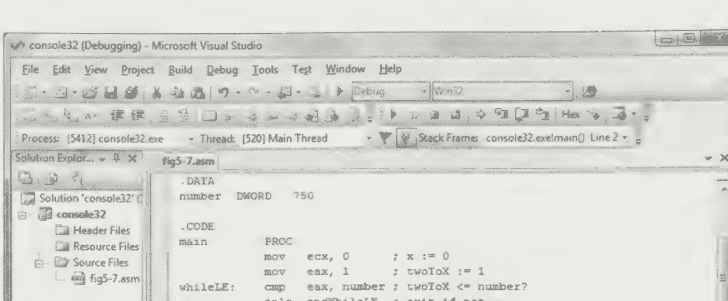 console32 (Debugging) - Microsoft Visual Studio
File Edit View Project Build Debug Tools Test Window Help
Debug Win32
Hex
Process: [5412] console32.exe Thread: [520] Main Thread Stack Frame: console32.exe!main() Line 2
Solution Explor... fig5-7.asm
.DATA
number DWORD 750
Solution 'console32' (
console32
.CODE
Header Files
main PROC
Resource Files
mov ecx, 0 ; x := 0
Source Files
mov eax, 1 ; twoToX := 1
fig5-7.asm
whileLE: cmp eax, number ; twoToX <= number?